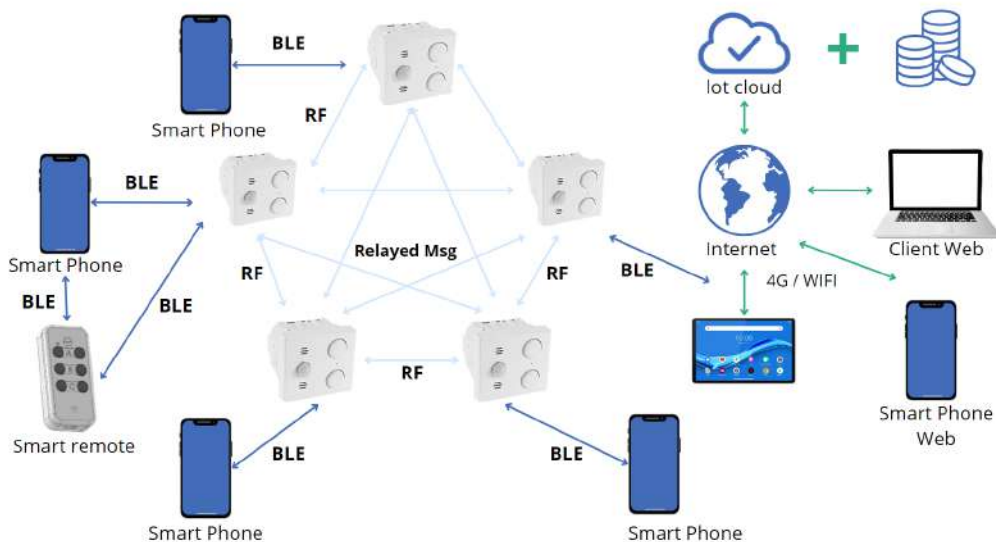 BLE
Smart Phone
RF
lot cloud
BLE
Smart Phone
Internet
Client Web
Relayed Msg
RF
RF
BLE
4G / WIFI
BLE
BLE
RF
Smart remote
Smart Phone
Web
BLE
BLE
Smart Phone
Smart Phone